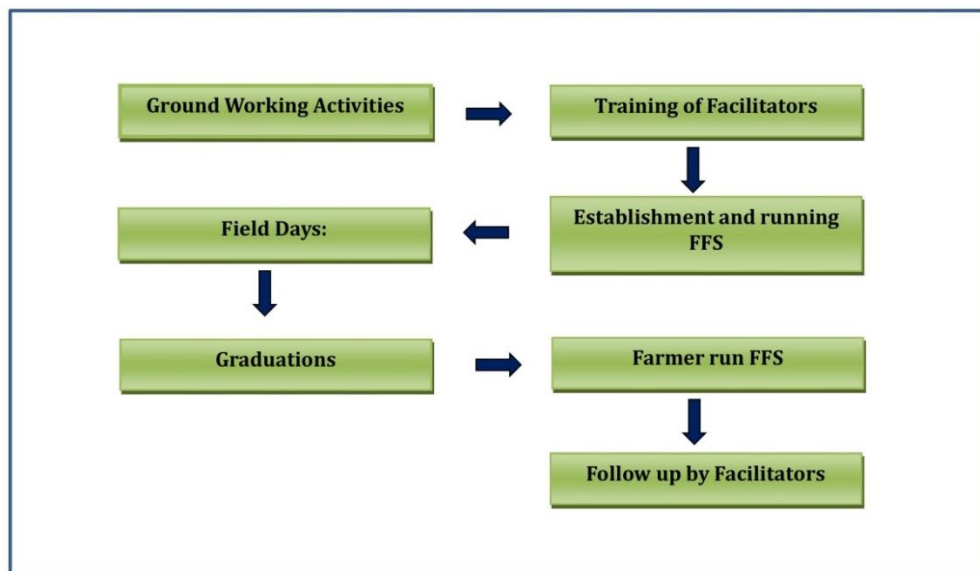 Ground Working Activities
Training of Facilitators
Establishment and running
FFS
Field Days:
Graduations
Farmer run FFS
Follow up by Facilitators